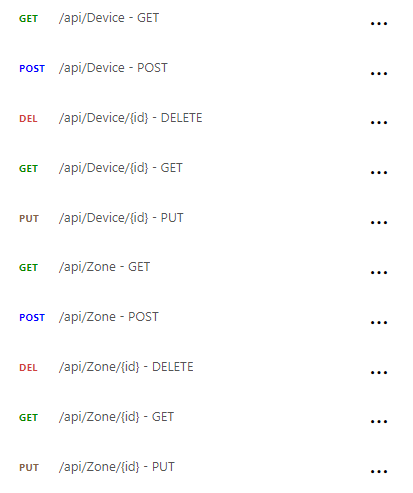 GET /api/Device - GET ...
POST /api/Device - POST ...
DEL /api/Device/{id} - DELETE ...
GET /api/Device/{id} - GET ...
PUT /api/Device/{id} - PUT ...
GET /api/Zone - GET ...
POST /api/Zone - POST ...
DEL /api/Zone/{id} - DELETE ...
GET /api/Zone/{id} - GET ...
PUT /api/Zone/{id} - PUT ...